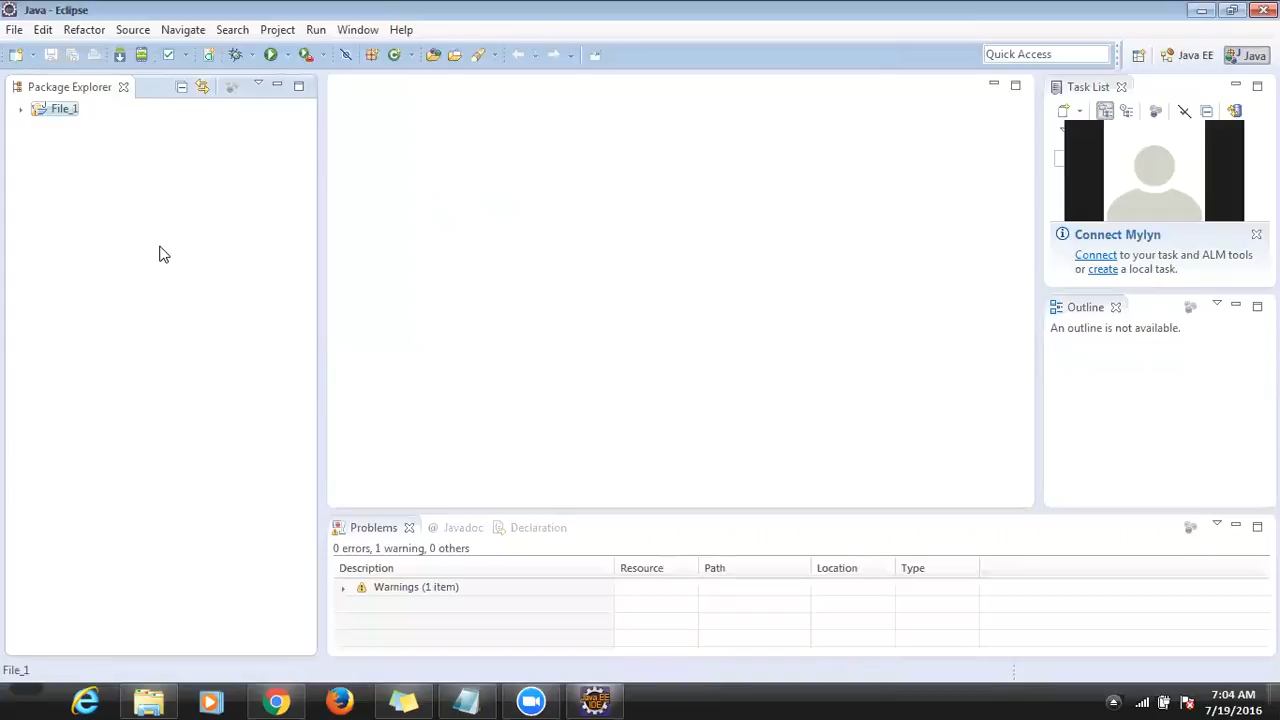 Java - Eclipse
File Edit Refactor Source Navigate Search Project Run Window Help
Quick Access
Java EE
Java
Package Explorer
File_1
Task List
Connect Mylyn
Connect to your task and ALM tools
or create a local task.
Outline
An outline is not available.
Problems @ Javadoc Declaration
0 errors, 1 warning, 0 others
Description Resource Path Location Type
Warnings (1 item)
File_1
Java EE
IDE
7:04 AM
7/19/2016